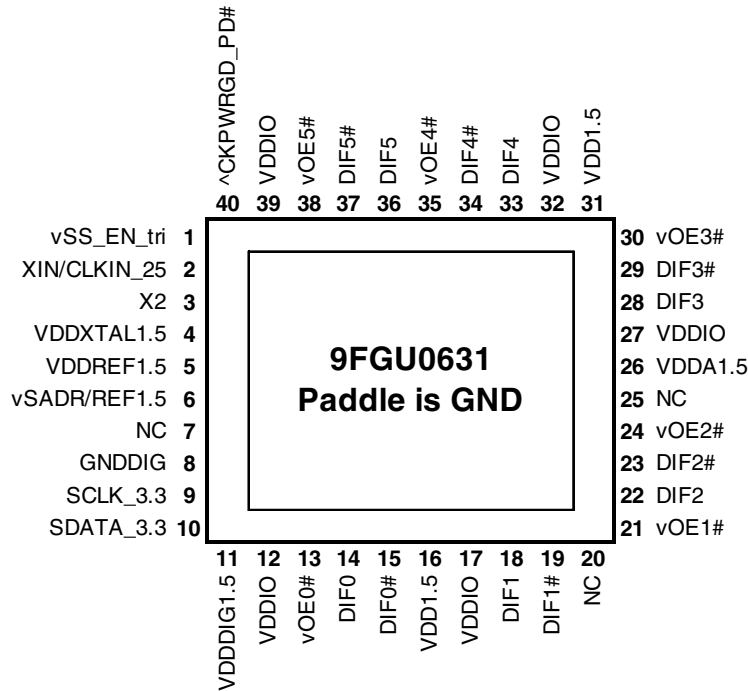 ^CKPWRGD_PD#
VDDIO
vOE5#
DIF5#
DIF5
vOE4#
DIF4#
DIF4
VDDIO
VDD1.5
40 39 38 37 36 35 34 33 32 31
vSS_EN_tri 1
XIN/CLKIN_25 2
X2 3
VDDXTAL1.5 4
VDDREF1.5 5
vSADR/REF1.5 6
NC 7
GNDDIG 8
SCLK_3.3 9
SDATA_3.3 10
9FGU0631
Paddle is GND
30 vOE3#
29 DIF3#
28 DIF3
27 VDDIO
26 VDDA1.5
25 NC
24 vOE2#
23 DIF2#
22 DIF2
21 vOE1#
11 12 13 14 15 16 17 18 19 20
VDDDIG1.5
VDDIO
vOE0#
DIF0
DIF0#
VDD1.5
VDDIO
DIF1
DIF1#
NC